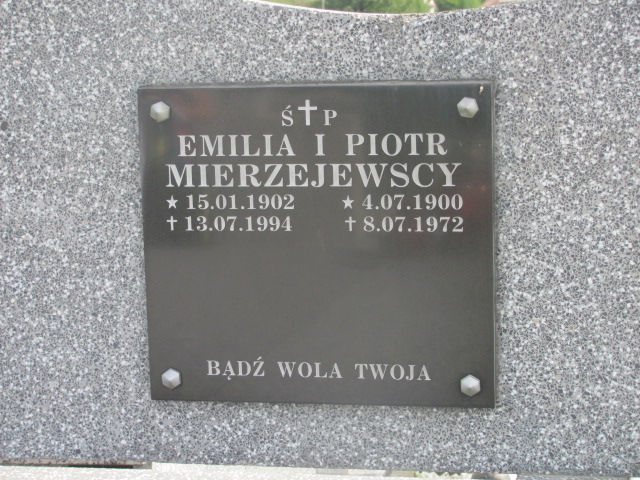 Ś✝P
EMILIA I PIOTR
MIERZEJEWSCY
★ 15.01.1902 ★ 4.07.1900
✝ 13.07.1994 ✝ 8.07.1972
BĄDŹ WOLA TWOJA